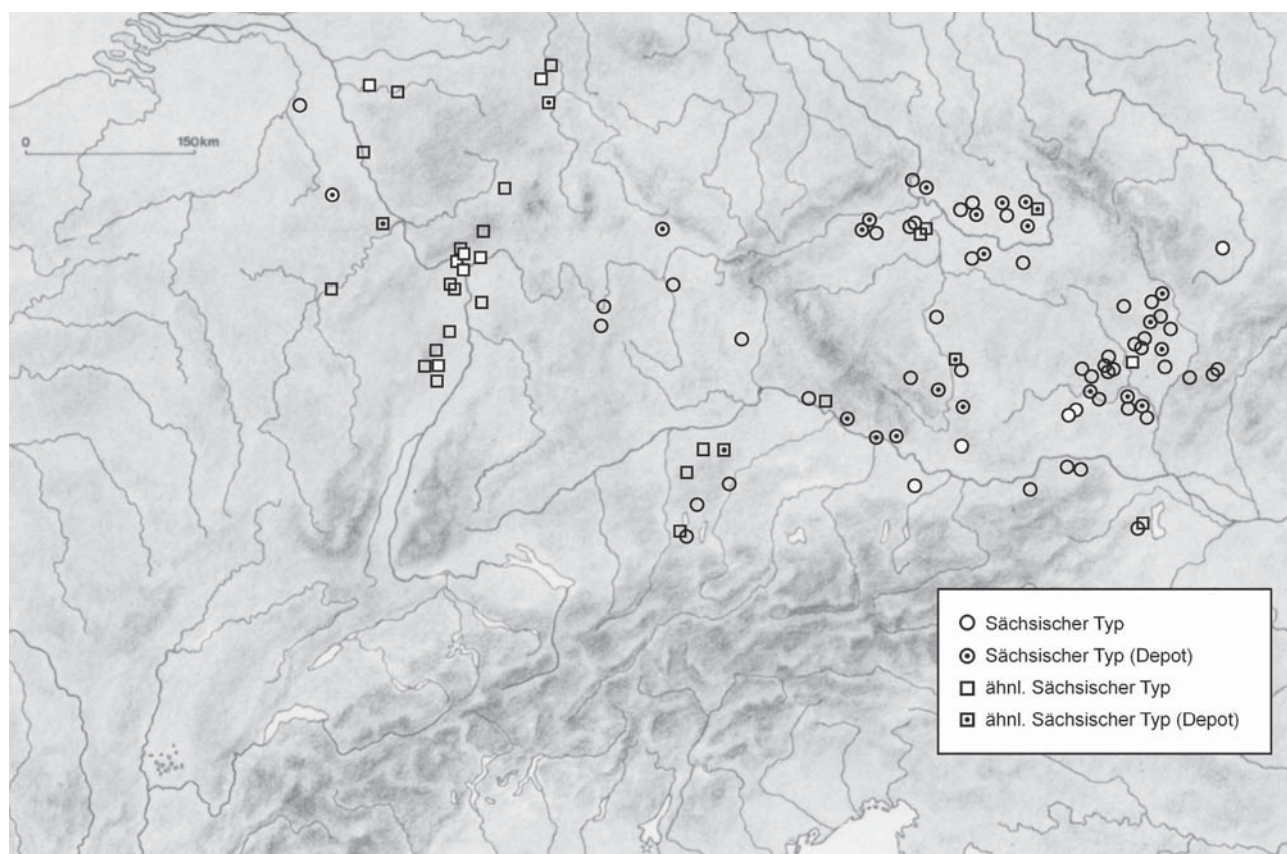 0 150km
Sächsischer Typ
Sächsischer Typ (Depot)
ähnl. Sächsischer Typ
ähnl. Sächsischer Typ (Depot)